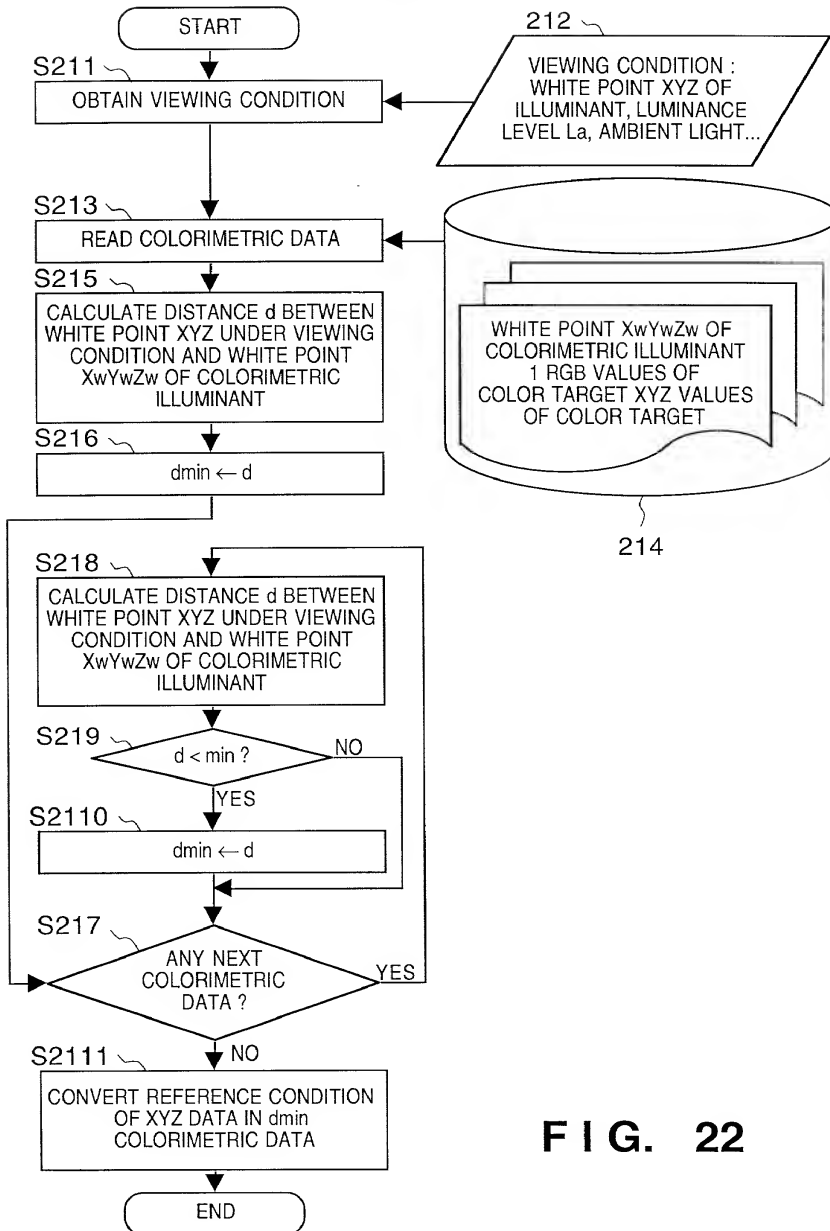 START
S211
OBTAIN VIEWING CONDITION
212
VIEWING CONDITION :
WHITE POINT XYZ OF
ILLUMINANT, LUMINANCE
LEVEL La, AMBIENT LIGHT...
S213
READ COLORIMETRIC DATA
WHITE POINT XwYwZw OF
COLORIMETRIC ILLUMINANT
1 RGB VALUES OF
COLOR TARGET XYZ VALUES
OF COLOR TARGET
214
S215
CALCULATE DISTANCE d BETWEEN
WHITE POINT XYZ UNDER VIEWING
CONDITION AND WHITE POINT
XwYwZw OF COLORIMETRIC
ILLUMINANT
S216
dmin ← d
S218
CALCULATE DISTANCE d BETWEEN
WHITE POINT XYZ UNDER VIEWING
CONDITION AND WHITE POINT
XwYwZw OF COLORIMETRIC
ILLUMINANT
S219
d < min ?
NO
YES
S2110
dmin ← d
S217
ANY NEXT
COLORIMETRIC
DATA ?
YES
NO
S2111
CONVERT REFERENCE CONDITION
OF XYZ DATA IN dmin
COLORIMETRIC DATA
END
FIG. 22